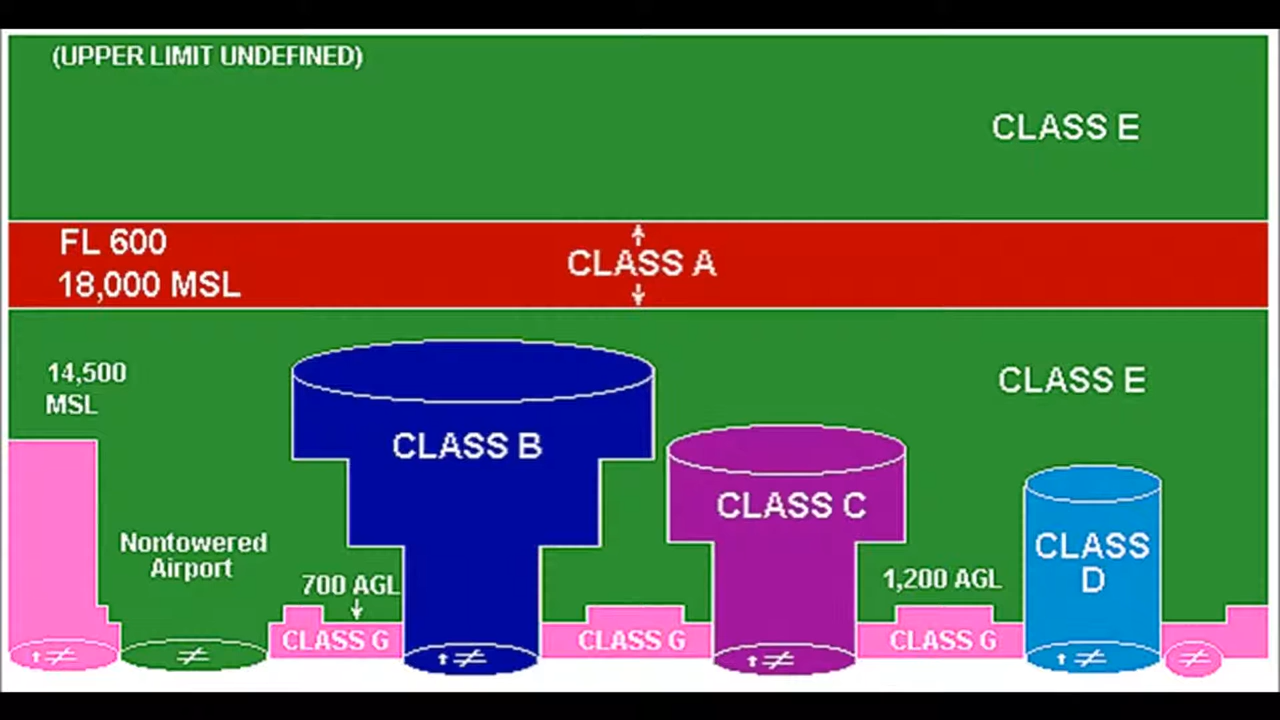 (UPPER LIMIT UNDEFINED)
CLASS E
FL 600
18,000 MSL
CLASS A
14,500
MSL
CLASS E
CLASS B
CLASS C
CLASS
D
Nontowered
Airport
700 AGL
1,200 AGL
CLASS G
CLASS G
CLASS G